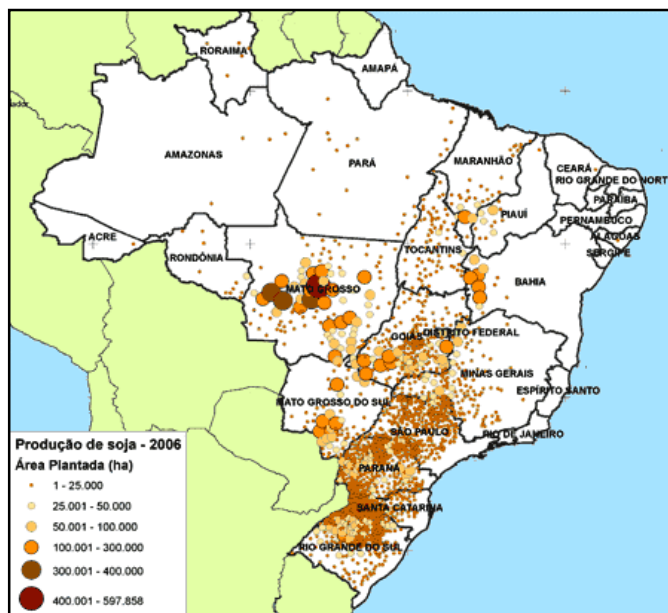 RORAIMA
AMAPÁ
AMAZONAS
PARÁ
MARANHÃO
CEARÁ
RIO GRANDE DO NORTE
PARAÍBA
PIAUÍ
PERNAMBUCO
ALAGOAS
SERGIPE
ACRE
TOCANTINS
RONDÔNIA
BAHIA
MATO GROSSO
GOIÁS
DISTRITO FEDERAL
MINAS GERAIS
ESPÍRITO SANTO
MATO GROSSO DO SUL
SÃO PAULO
RIO DE JANEIRO
PARANÁ
SANTA CATARINA
RIO GRANDE DO SUL
Produção de soja - 2006
Área Plantada (ha)
1 - 25.000
25.001 - 50.000
50.001 - 100.000
100.001 - 300.000
300.001 - 400.000
400.001 - 597.858